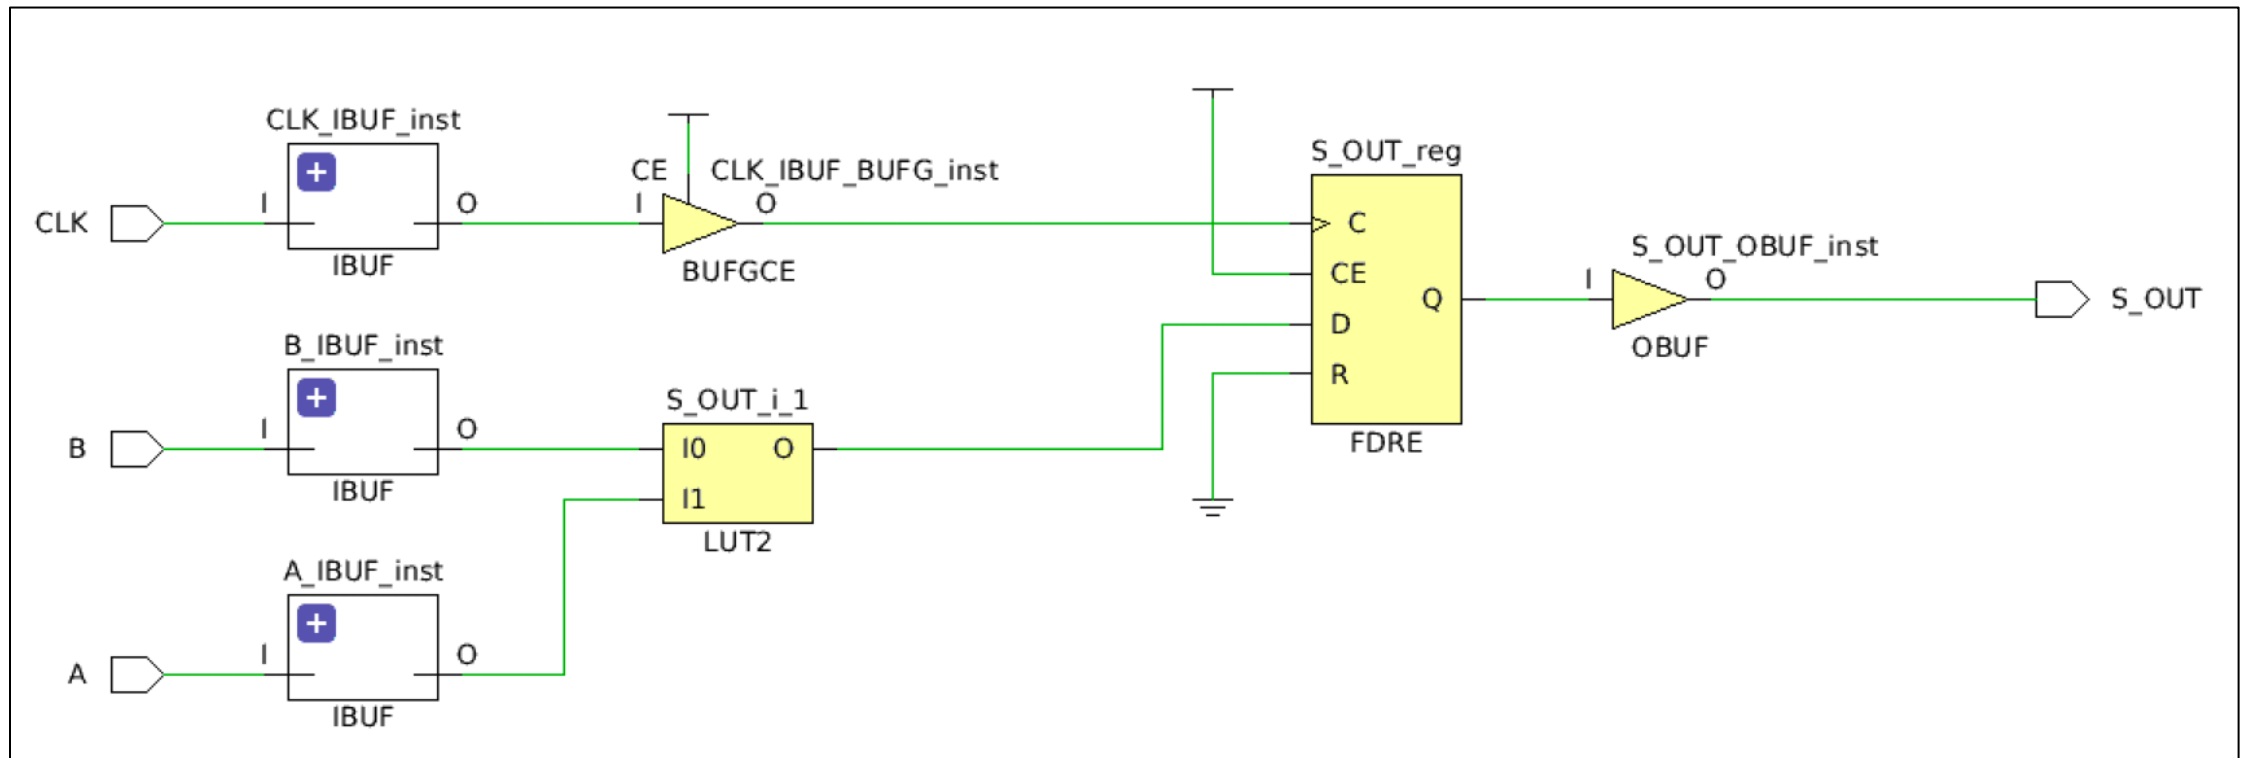 CLK_IBUF_inst
CE CLK_IBUF_BUFG_inst
S_OUT_reg
CLK I O I O C
IBUF
BUFGCE
CE
Q
D
R
FDRE
S_OUT_OBUF_inst
I O
OBUF
S_OUT
B_IBUF_inst
B I O
IBUF
S_OUT_i_1
I0 O
I1
LUT2
A_IBUF_inst
A I O
IBUF